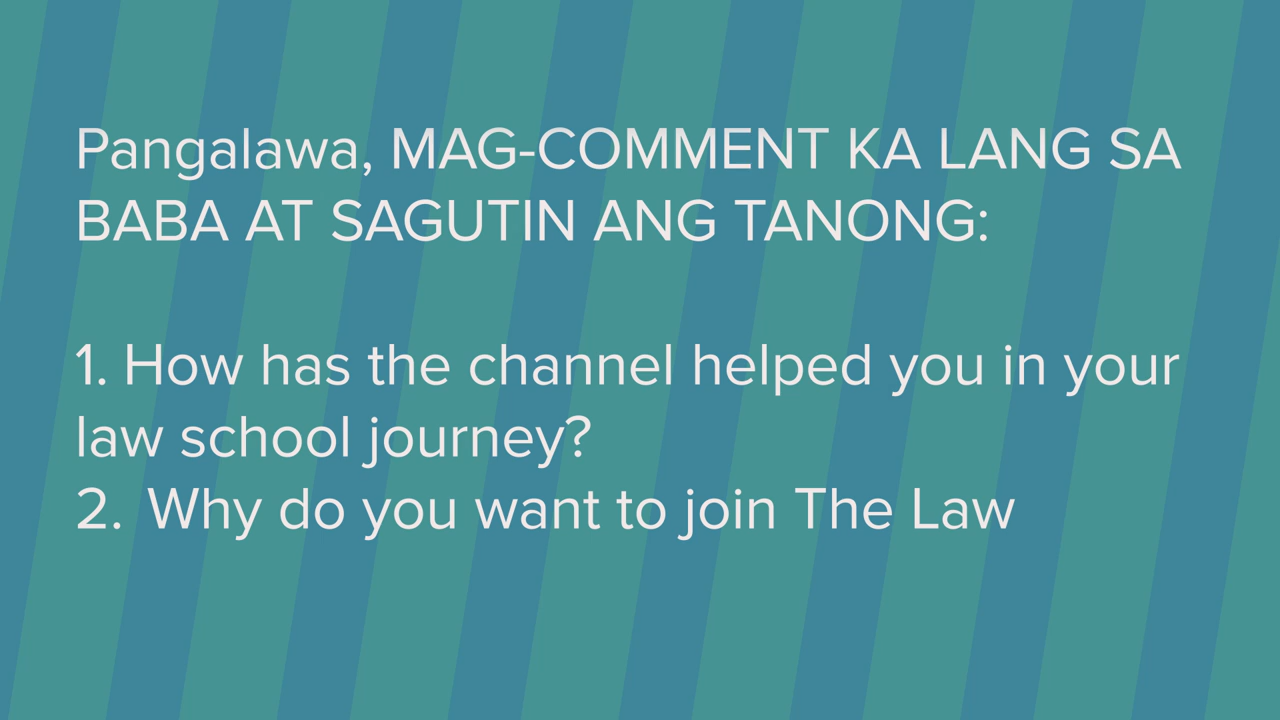 Pangalawa, MAG-COMMENT KA LANG SA
BABA AT SAGUTIN ANG TANONG:
1. How has the channel helped you in your
law school journey?
2. Why do you want to join The Law